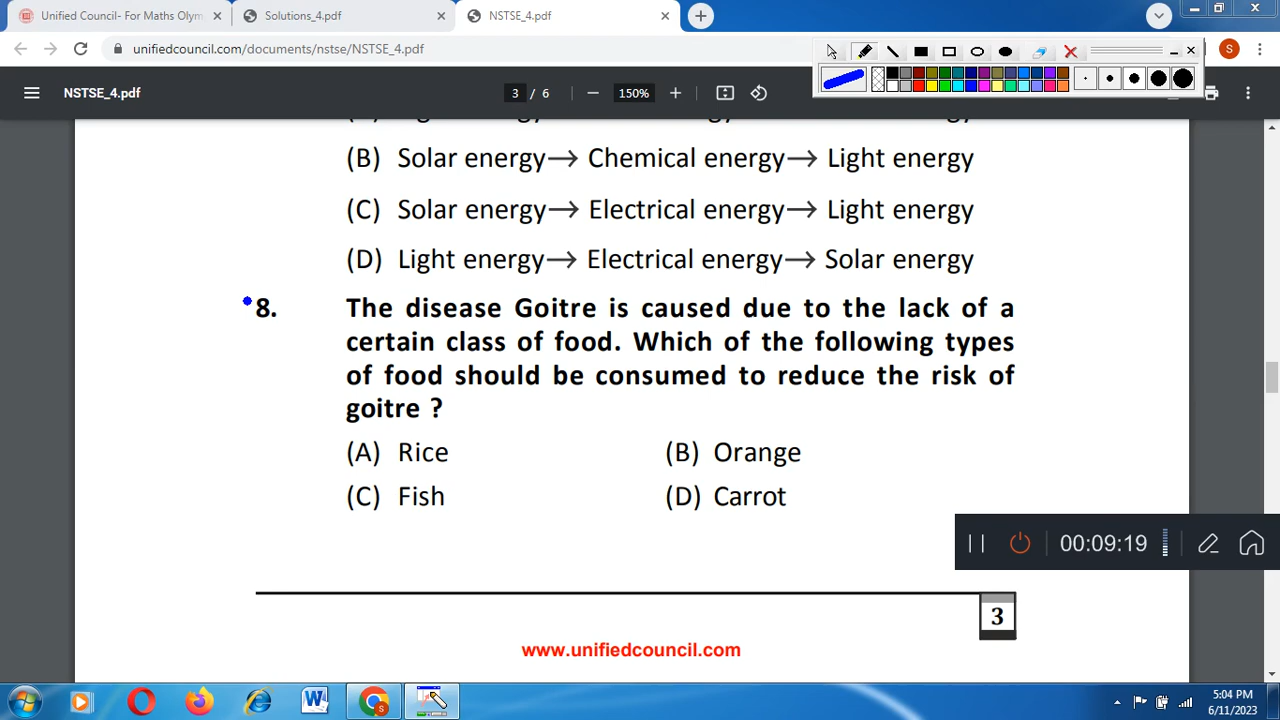 Unified Council- For Maths Olym
Solutions_4.pdf
NSTSE_4.pdf
unifiedcouncil.com/documents/nstse/NSTSE_4.pdf
S
NSTSE_4.pdf
3 / 6
150%
(B) Solar energy→ Chemical energy→ Light energy
(C) Solar energy→ Electrical energy→ Light energy
(D) Light energy→ Electrical energy→ Solar energy
8. The disease Goitre is caused due to the lack of a
certain class of food. Which of the following types
of food should be consumed to reduce the risk of
goitre ?
(A) Rice (B) Orange
(C) Fish (D) Carrot
00:09:19
3
www.unifiedcouncil.com
5:04 PM
6/11/2023